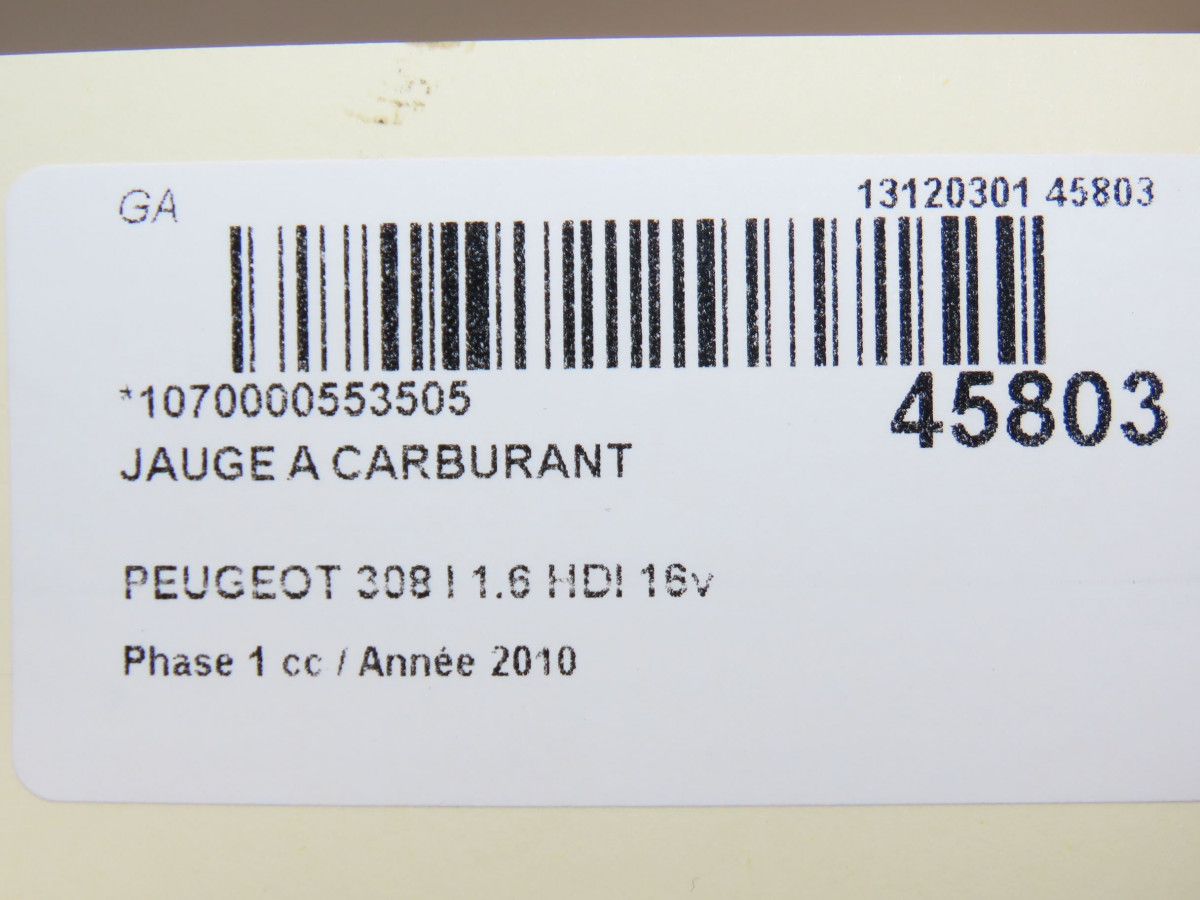 GA
13120301 45803
*1070000553505
45803
JAUGE A CARBURANT
PEUGEOT 308 I 1.6 HDI 16v
Phase 1 cc / Année 2010